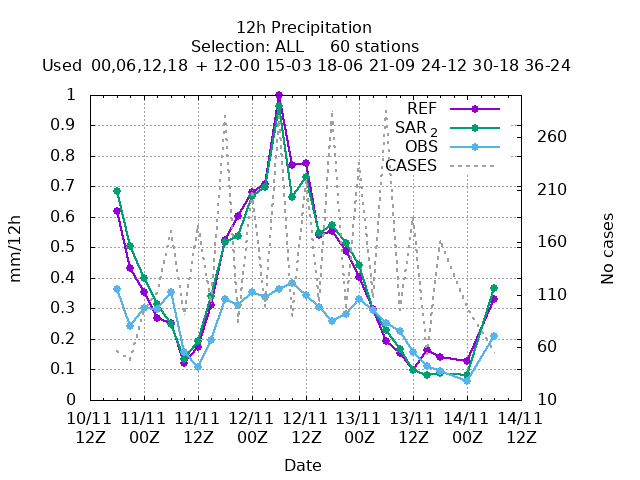 12h Precipitation
Selection: ALL 60 stations
Used 00,06,12,18 + 12-00 15-03 18-06 21-09 24-12 30-18 36-24
1
0.9
0.8
0.7
0.6
0.5
0.4
0.3
0.2
0.1
0
mm/12h
REF
SAR 2
OBS
CASES
260
210
160
110
60
10
No cases
10/11 11/11 11/11 12/11 12/11 13/11 13/11 14/11 14/11
12Z 00Z 12Z 00Z 12Z 00Z 12Z 00Z 12Z
Date